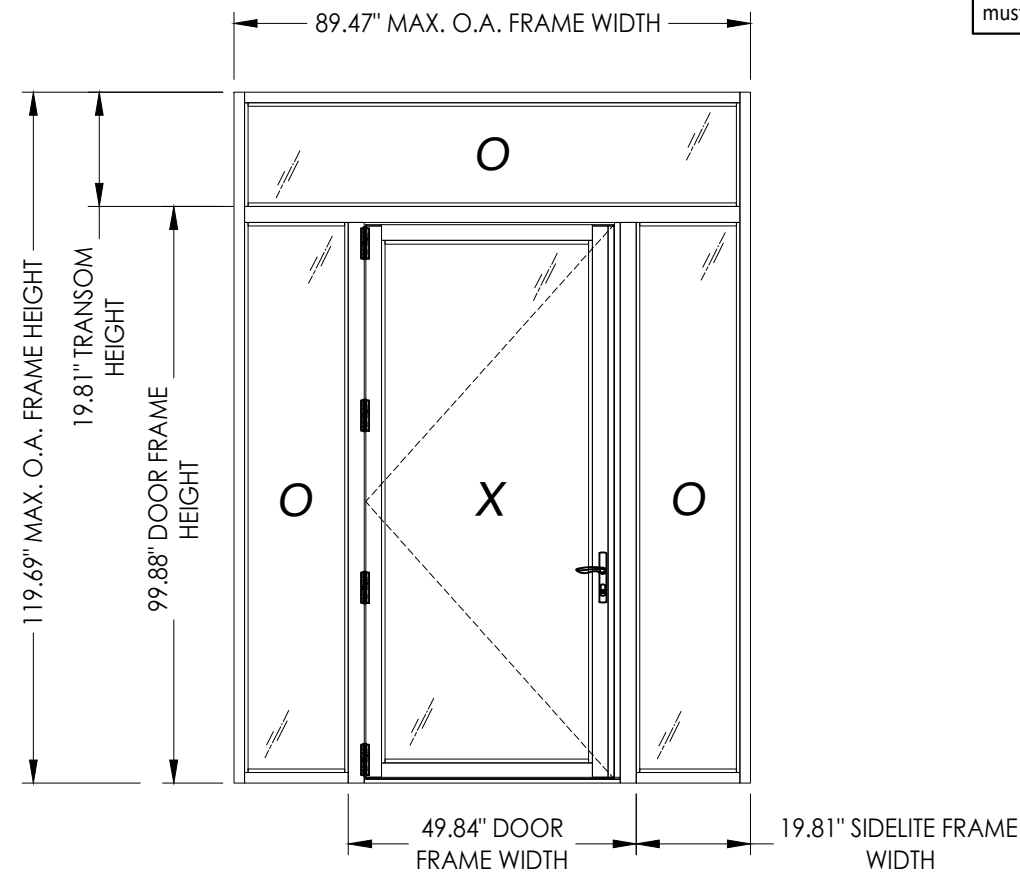 must
89.47" MAX. O.A. FRAME WIDTH
O
119.69" MAX. O.A. FRAME HEIGHT
19.81" TRANSOM
HEIGHT
99.88" DOOR FRAME
HEIGHT
O
X
O
49.84" DOOR
FRAME WIDTH
19.81" SIDELITE FRAME
WIDTH